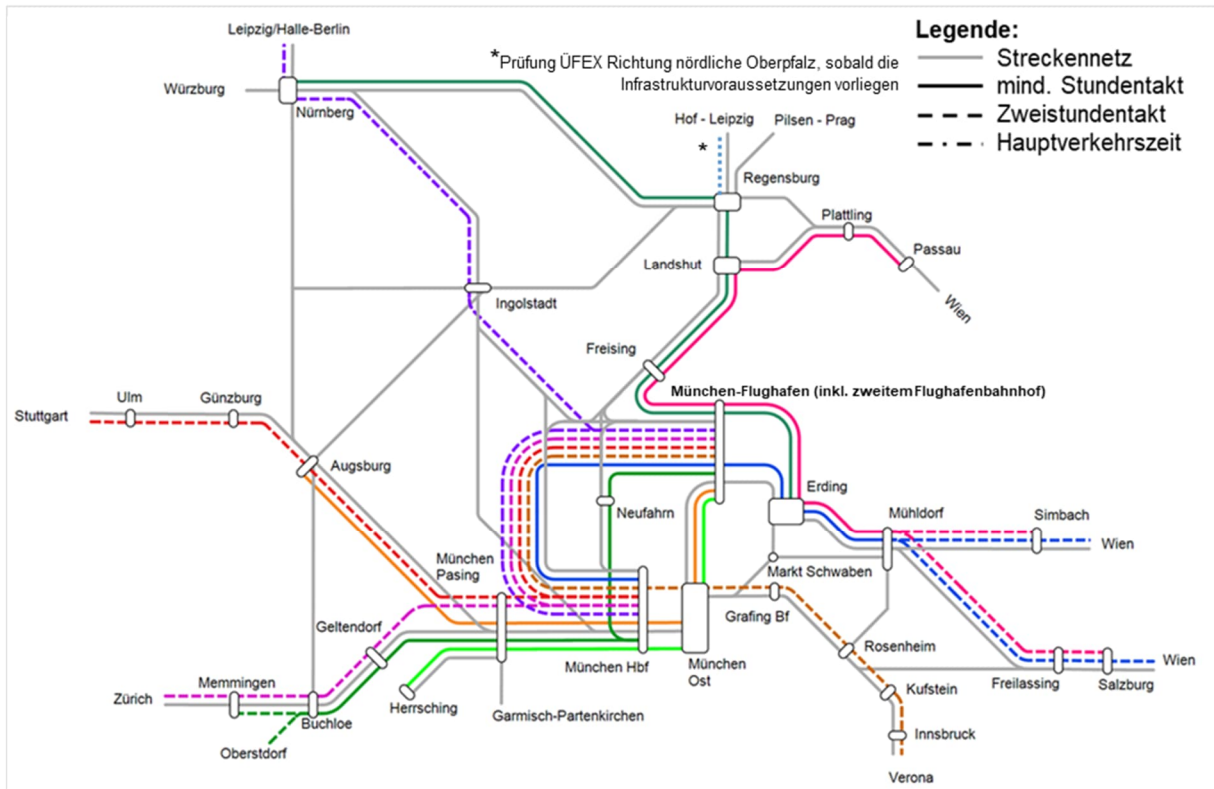 Leipzig/Halle-Berlin
Legende:
Streckennetz
mind. Stundentakt
Zweistundentakt
Hauptverkehrszeit
*Prüfung ÜFEX Richtung nördliche Oberpfalz, sobald die
Infrastrukturvoraussetzungen vorliegen
Würzburg
Nürnberg
Hof - Leipzig
Pilsen - Prag
*
Regensburg
Plattling
Passau
Landshut
Wien
Ingolstadt
Freising
München-Flughafen (inkl. zweitem Flughafenbahnhof)
Ulm
Günzburg
Stuttgart
Augsburg
Erding
Neufahrn
Mühldorf
Simbach
Wien
München
Pasing
Markt Schwaben
Grafing Bf
Geltendorf
Rosenheim
München Hbf
München
Ost
Wien
Freilassing
Salzburg
Memmingen
Zürich
Buchloe
Herrsching
Garmisch-Partenkirchen
Kufstein
Oberstdorf
Innsbruck
Verona